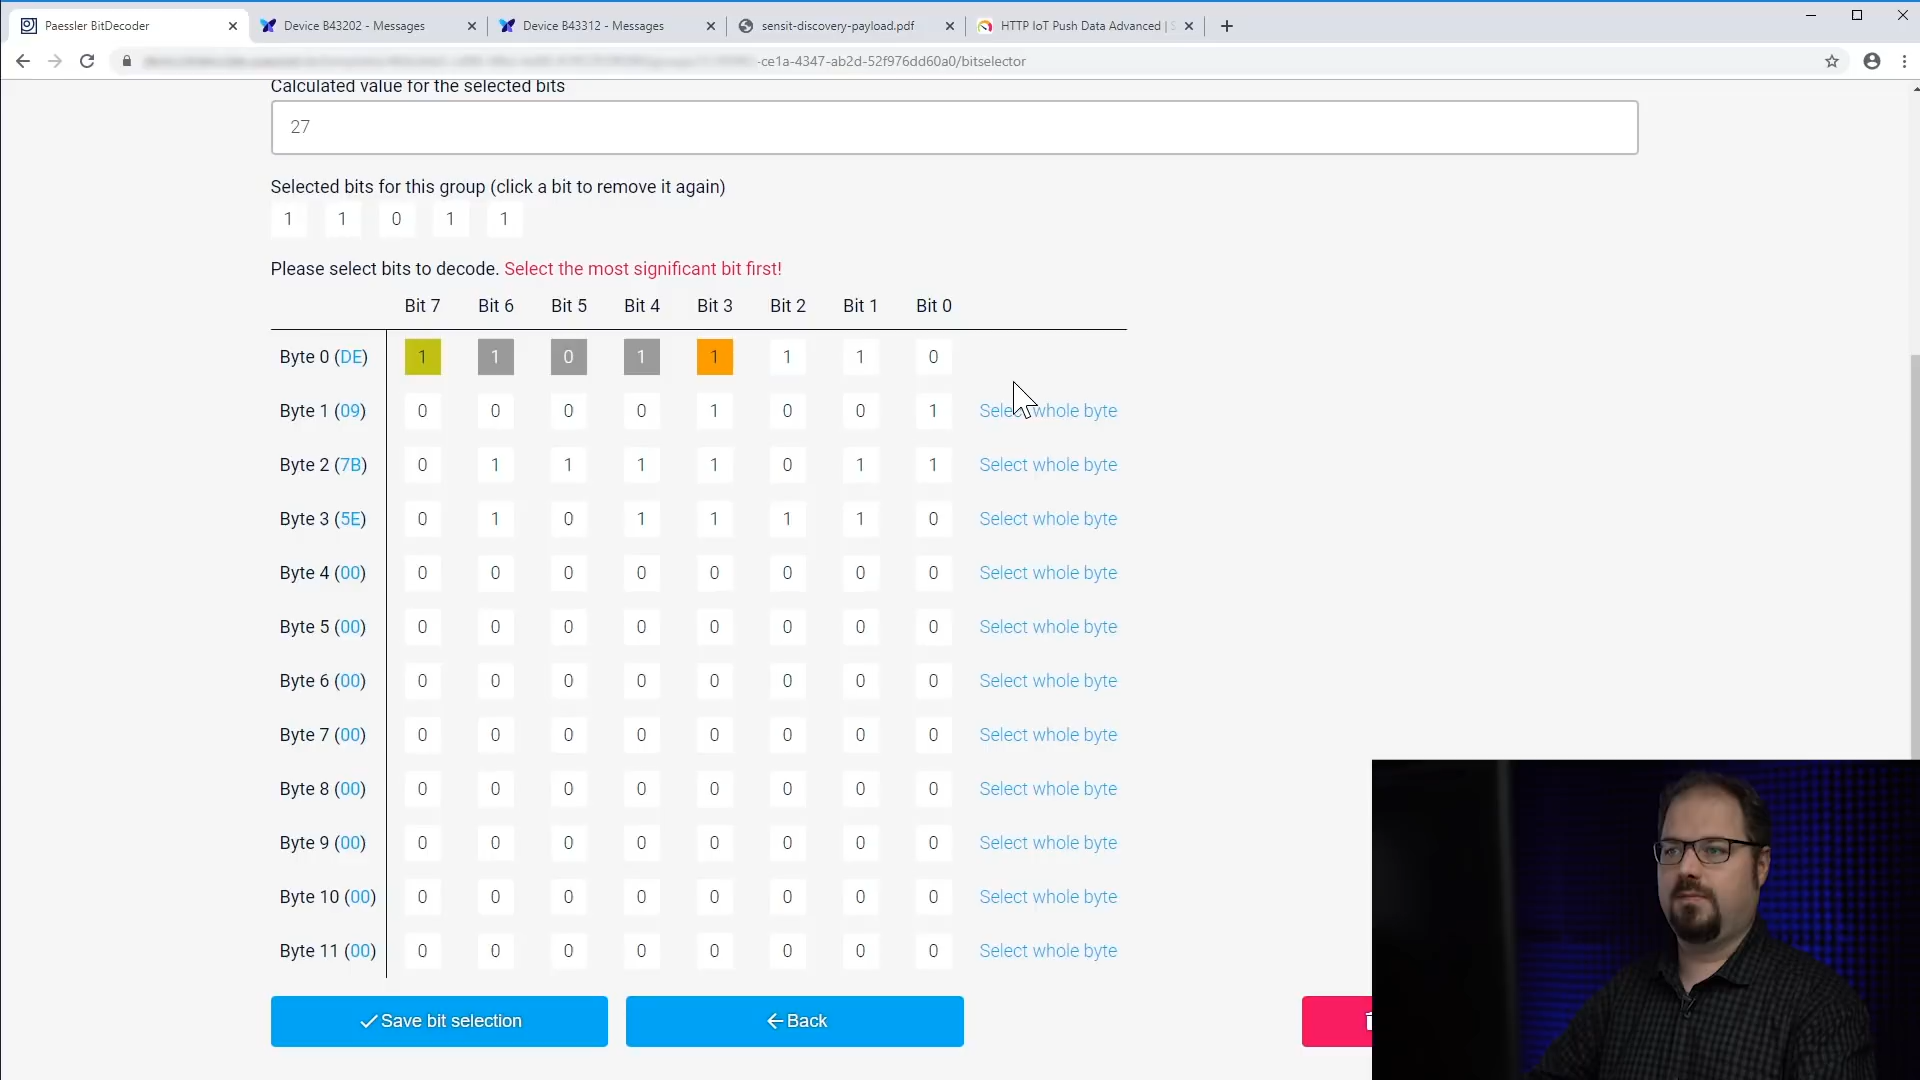 Paessler BitDecoder
Device B43202 - Messages
Device B43312 - Messages
sensit-discovery-payload.pdf
HTTP IoT Push Data Advanced |
-ce1a-4347-ab2d-52f976dd60a0/bitselector
Calculated value for the selected bits
27
Selected bits for this group (click a bit to remove it again)
1 1 0 1 1
Please select bits to decode. Select the most significant bit first!
Bit 7 Bit 6 Bit 5 Bit 4 Bit 3 Bit 2 Bit 1 Bit 0
Byte 0 (DE) 1 1 0 1 1 1 1 0
Byte 1 (09) 0 0 0 0 1 0 0 1 Select whole byte
Byte 2 (7B) 0 1 1 1 1 0 1 1 Select whole byte
Byte 3 (5E) 0 1 0 1 1 1 1 0 Select whole byte
Byte 4 (00) 0 0 0 0 0 0 0 0 Select whole byte
Byte 5 (00) 0 0 0 0 0 0 0 0 Select whole byte
Byte 6 (00) 0 0 0 0 0 0 0 0 Select whole byte
Byte 7 (00) 0 0 0 0 0 0 0 0 Select whole byte
Byte 8 (00) 0 0 0 0 0 0 0 0 Select whole byte
Byte 9 (00) 0 0 0 0 0 0 0 0 Select whole byte
Byte 10 (00) 0 0 0 0 0 0 0 0 Select whole byte
Byte 11 (00) 0 0 0 0 0 0 0 0 Select whole byte
Save bit selection
Back